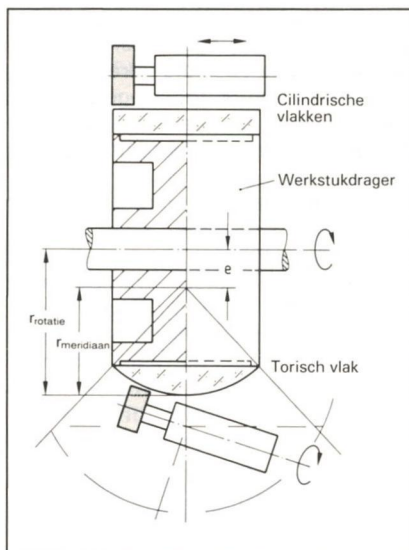 Cilindrische
vlakken
Werkstukdrager
e
r rotatie
r meridiaan
Torisch vlak